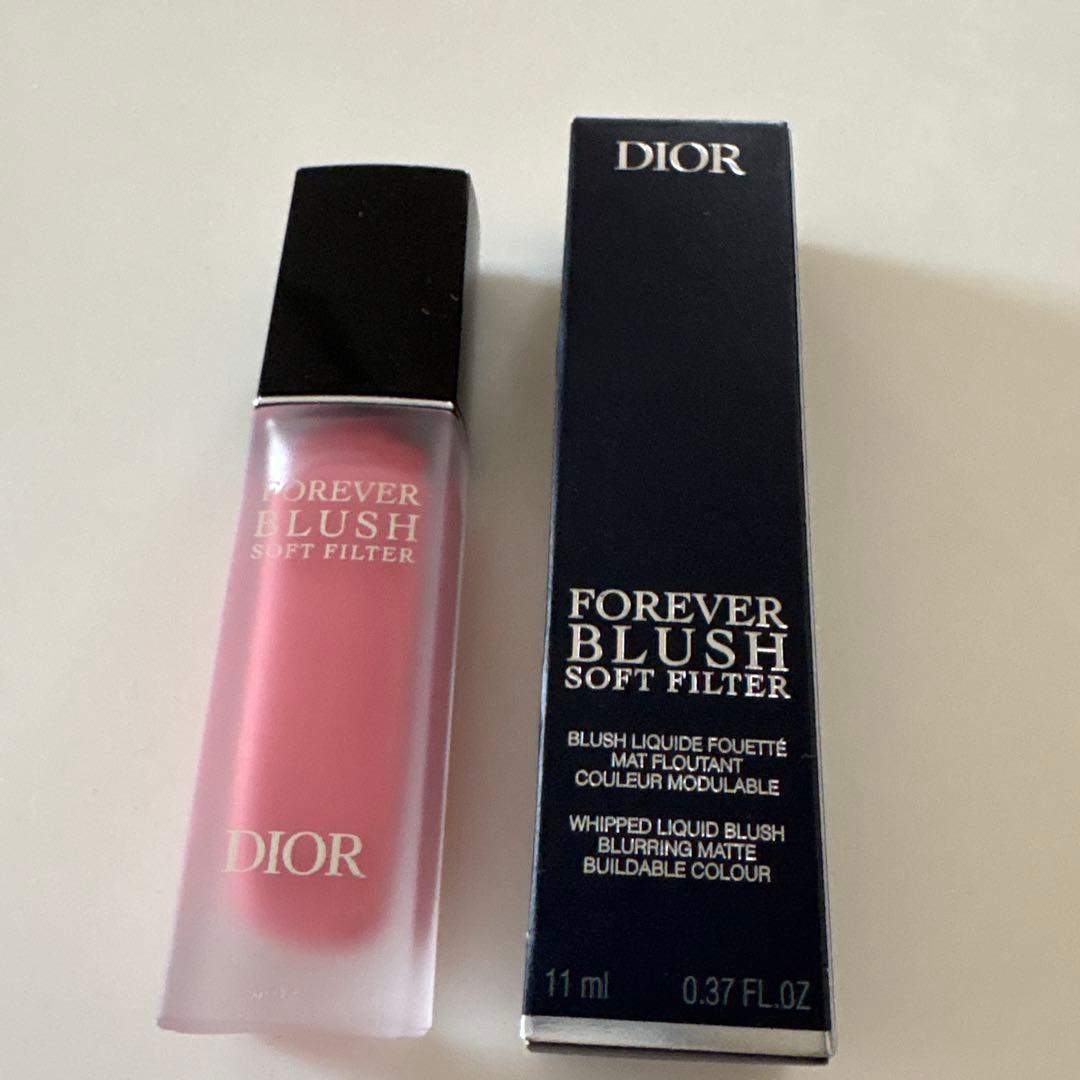 FOREVER
BLUSH
SOFT FILTER
DIOR
DIOR
FOREVER
BLUSH
SOFT FILTER
BLUSH LIQUIDE FOUETTÉ
MAT FLOUTANT
COULEUR MODULABLE
WHIPPED LIQUID BLUSH
BLURRING MATTE
BUILDABLE COLOUR
11 ml 0.37 FL.OZ